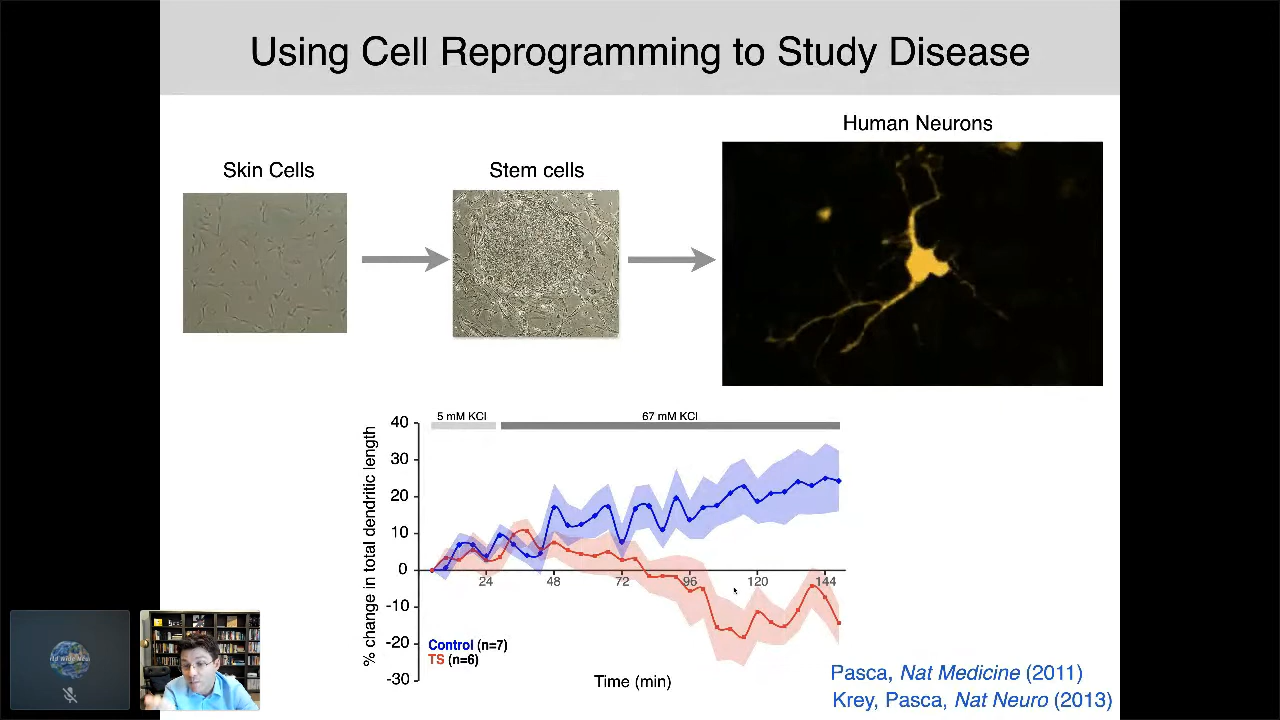 Using Cell Reprogramming to Study Disease
Human Neurons
Skin Cells
Stem cells
5 mM KCl
67 mM KCl
40
30
20
10
0
-10
-20
-30
% change in total dendritic length
24
48
72
96
120
144
Control (n=7)
TS (n=6)
Time (min)
Pasca, Nat Medicine (2011)
Krey, Pasca, Nat Neuro (2013)